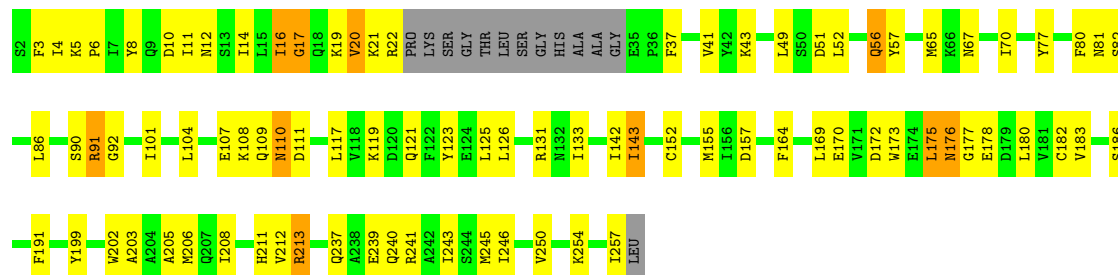 S2 F3 I4 K5 P6 I7 Y8 Q9 D10 I11 N12 S13 I14 L15 I16 G17 Q18 K19 V20 K21 R22 PRO LYS SER GLY THR LEU SER GLY HIS ALA ALA GLY E35 P36 F37 V41 Y42 K43 L49 S50 D51 L52 Q56 Y57 M65 K66 N67 I70 Y77 F80 N81 S82
L86 S90 R91 G92 I101 L104 E107 K108 Q109 N110 D111 L117 V118 K119 D120 Q121 F122 Y123 E124 L125 L126 R131 N132 I133 I142 I143 C152 M155 I156 D157 F164 L169 E170 V171 D172 W173 E174 L175 N176 G177 E178 D179 L180 V181 C182 V183 S186
F191 Y199 W202 A203 A204 A205 M206 Q207 I208 H211 V212 R213 Q237 A238 E239 Q240 R241 A242 I243 S244 M245 I246 V250 K254 I257 LEU